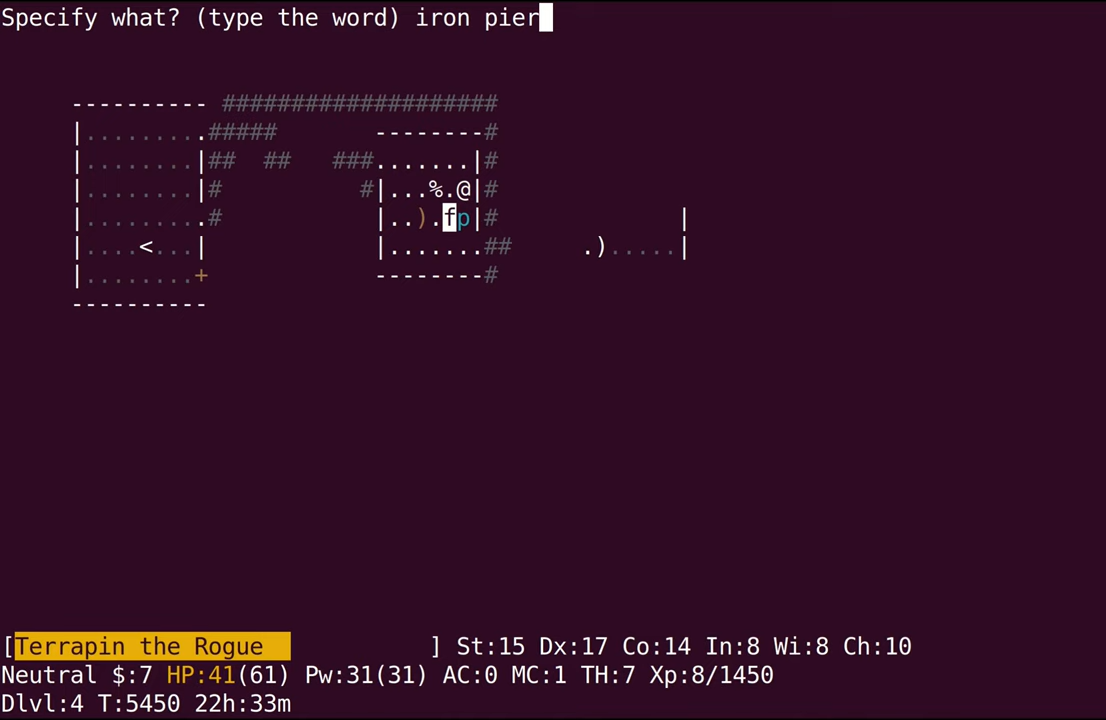 Specify what? (type the word) iron pier
---------- ####################
|.........##### --------#
|........|## ## ###.......|#
|........|# #|...%.@|#
|.........# |..).fp|# |
|....<...| |.......## .).....|
|........+ --------#
----------
[Terrapin the Rogue ] St:15 Dx:17 Co:14 In:8 Wi:8 Ch:10
Neutral $:7 HP:41(61) Pw:31(31) AC:0 MC:1 TH:7 Xp:8/1450
Dlvl:4 T:5450 22h:33m